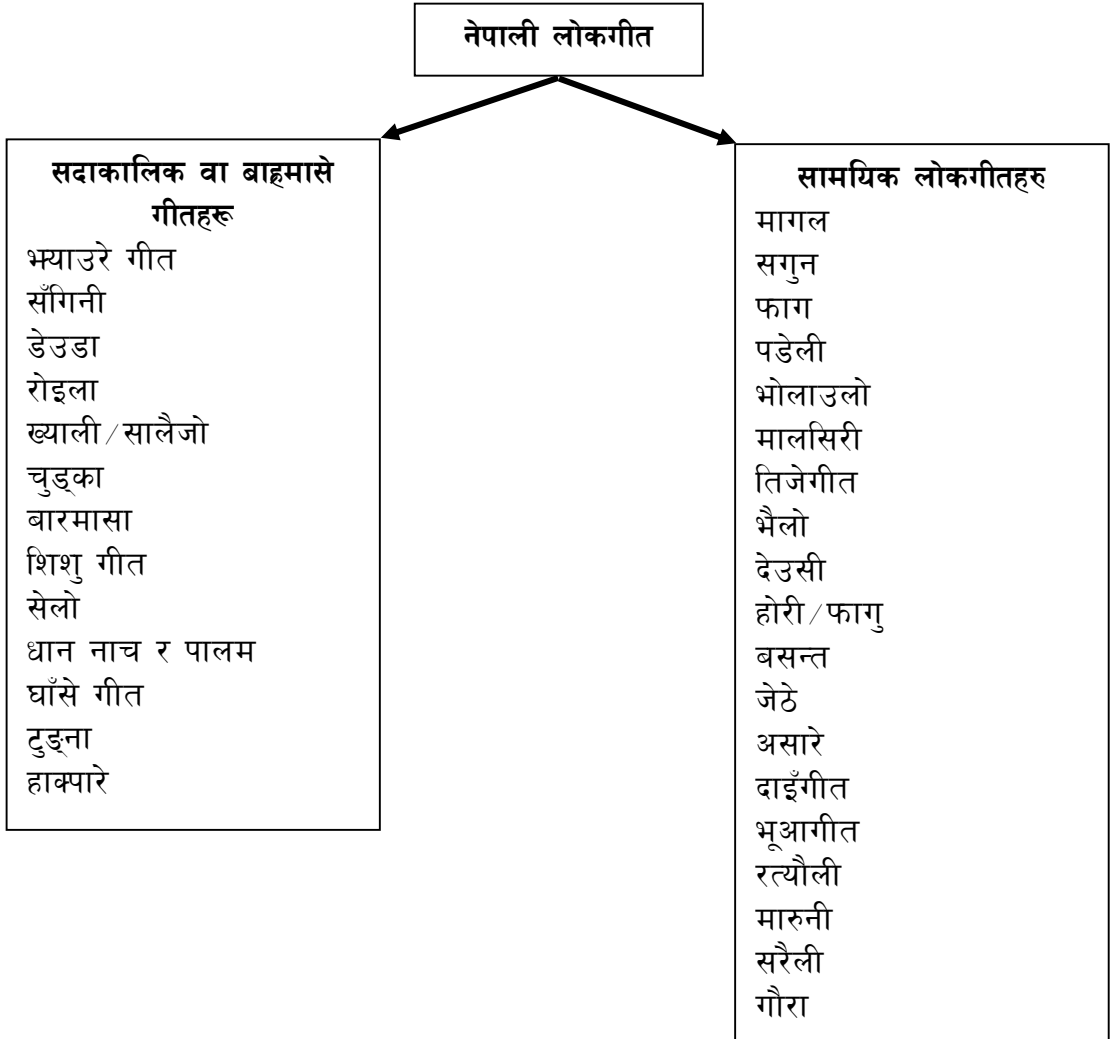 नेपाली लोकगीत
सदाकालिक वा बाह्रमासे
गीतहरू
झ्याउरे गीत
सँगिनी
डेउडा
रोइला
ख्याली/सालैजो
चुड्का
बारमासा
शिशु गीत
सेलो
धान नाच र पालम
घाँसे गीत
टुङ्ना
हाक्पारे
सामयिक लोकगीतहरु
मागल
सगुन
फाग
पडेली
भोलाउलो
मालसिरी
तिजेगीत
भैलो
देउसी
होरी/फागु
बसन्त
जेठे
असारे
दाइँगीत
भूआगीत
रत्यौली
मारुनी
सरैली
गौरा